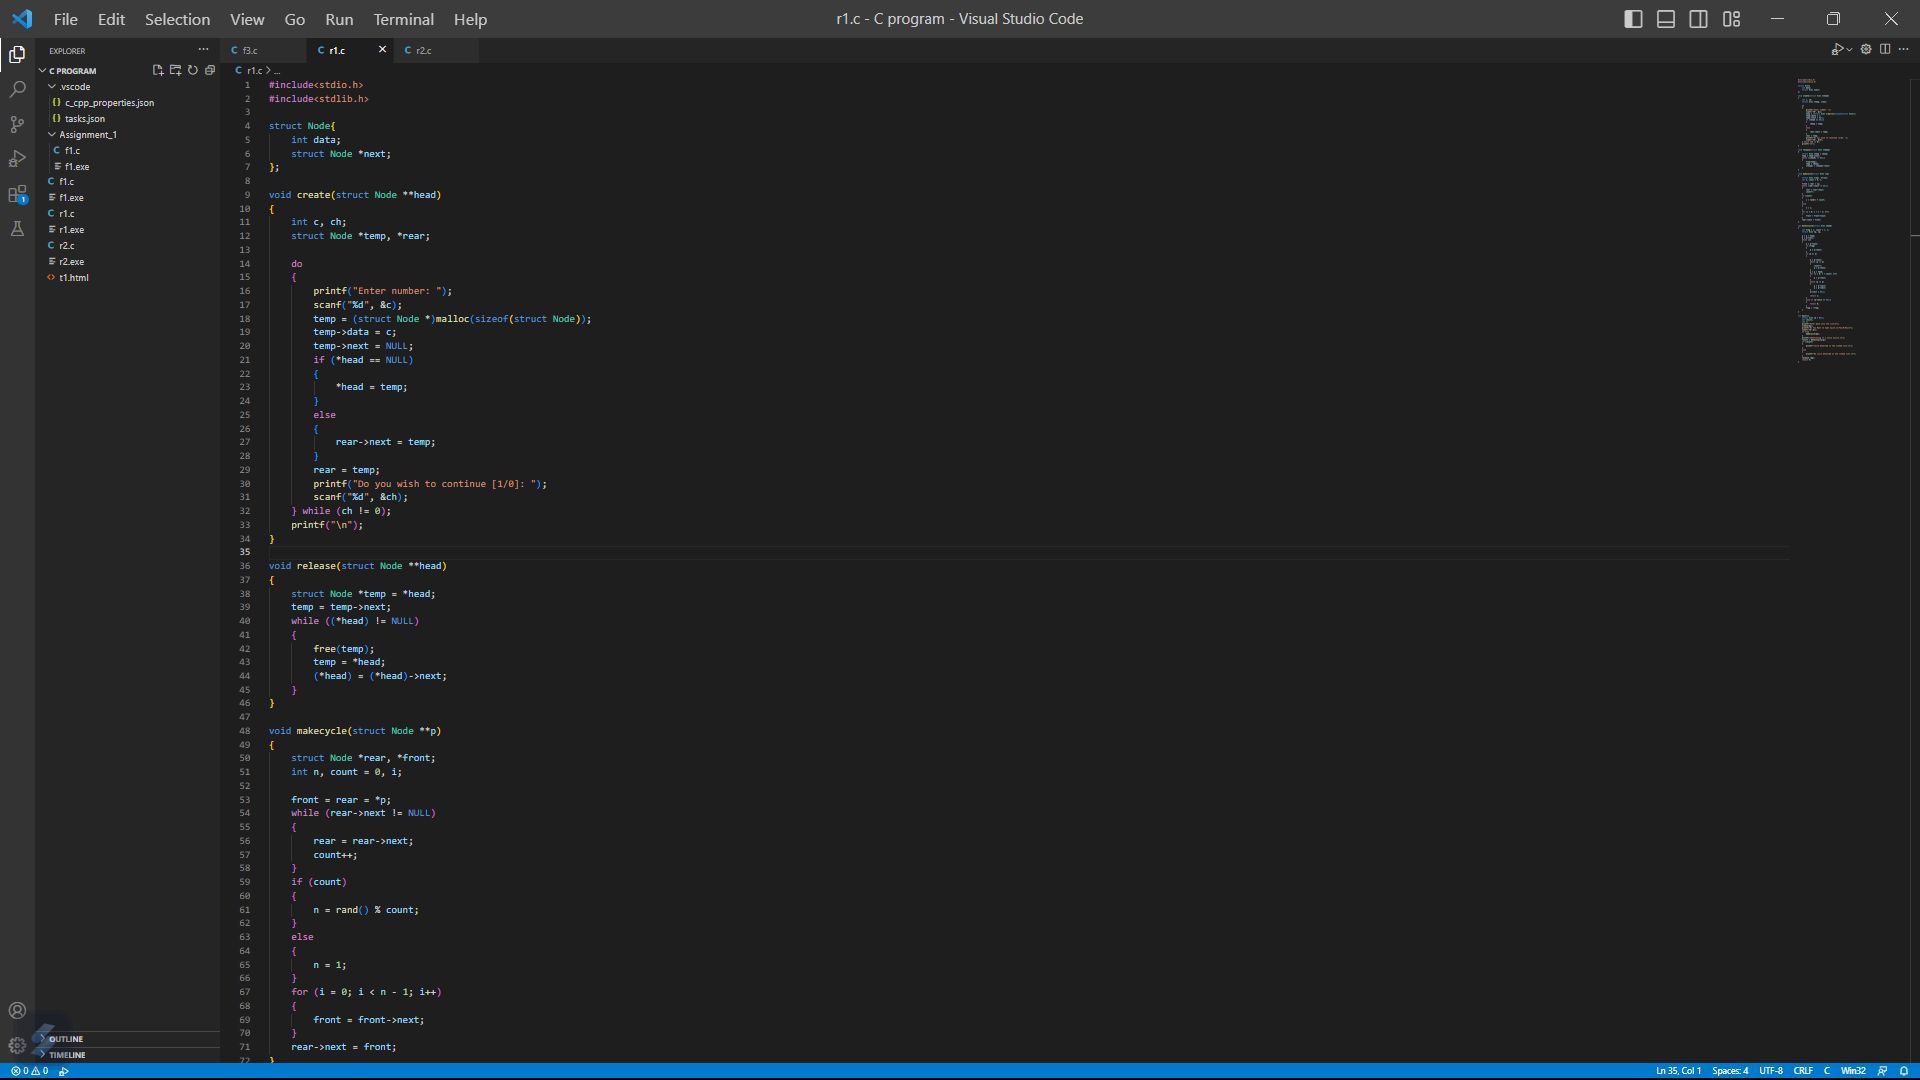 File Edit Selection View Go Run Terminal Help
r1.c - C program - Visual Studio Code
EXPLORER
C PROGRAM
.vscode
{} c_cpp_properties.json
{} tasks.json
Assignment_1
C f1.c
f1.exe
C f1.c
f1.exe
C r1.c
r1.exe
C r2.c
r2.exe
<> t1.html
OUTLINE
TIMELINE
1
C f3.c
C r1.c
C r2.c
C r1.c > ...
1 #include<stdio.h>
2 #include<stdlib.h>
3
4 struct Node{
5 int data;
6 struct Node *next;
7 };
8
9 void create(struct Node **head)
10 {
11 int c, ch;
12 struct Node *temp, *rear;
13
14 do
15 {
16 printf("Enter number: ");
17 scanf("%d", &c);
18 temp = (struct Node *)malloc(sizeof(struct Node));
19 temp->data = c;
20 temp->next = NULL;
21 if (*head == NULL)
22 {
23 *head = temp;
24 }
25 else
26 {
27 rear->next = temp;
28 }
29 rear = temp;
30 printf("Do you wish to continue [1/0]: ");
31 scanf("%d", &ch);
32 } while (ch != 0);
33 printf("\n");
34 }
35
36 void release(struct Node **head)
37 {
38 struct Node *temp = *head;
39 temp = temp->next;
40 while ((*head) != NULL)
41 {
42 free(temp);
43 temp = *head;
44 (*head) = (*head)->next;
45 }
46 }
47
48 void makecycle(struct Node **p)
49 {
50 struct Node *rear, *front;
51 int n, count = 0, i;
52
53 front = rear = *p;
54 while (rear->next != NULL)
55 {
56 rear = rear->next;
57 count++;
58 }
59 if (count)
60 {
61 n = rand() % count;
62 }
63 else
64 {
65 n = 1;
66 }
67 for (i = 0; i < n - 1; i++)
68 {
69 front = front->next;
70 }
71 rear->next = front;
72 }
0 0
Ln 35, Col 1 Spaces: 4 UTF-8 CRLF C Win32